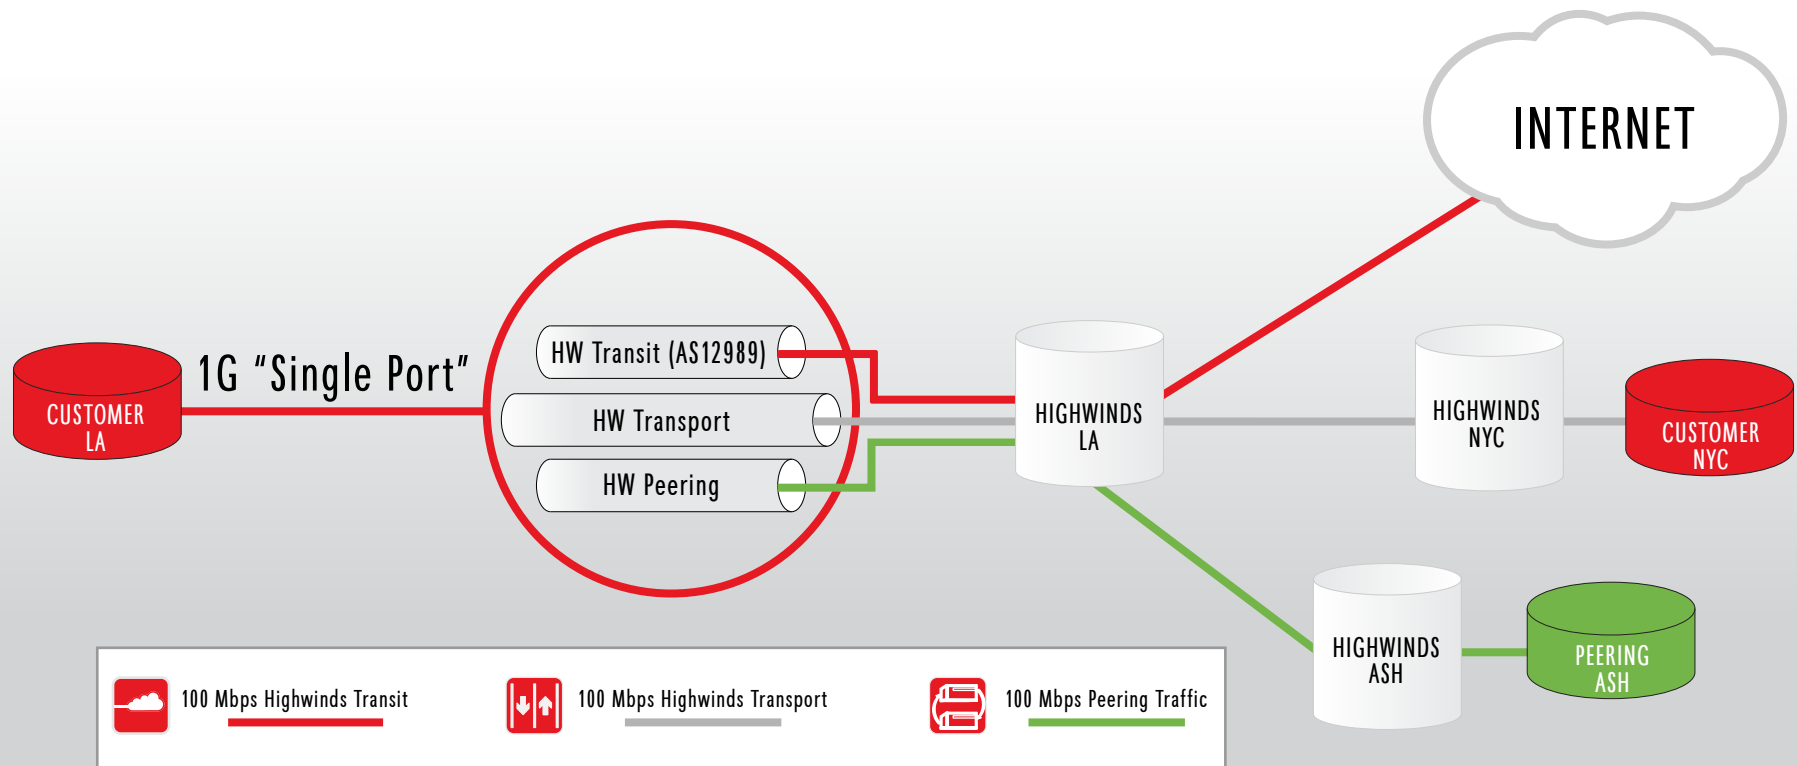 INTERNET
1G "Single Port"
HW Transit (AS12989)
HW Transport
HW Peering
CUSTOMER
LA
HIGHWINDS
LA
HIGHWINDS
NYC
CUSTOMER
NYC
HIGHWINDS
ASH
PEERING
ASH
100 Mbps Highwinds Transit
100 Mbps Highwinds Transport
100 Mbps Peering Traffic